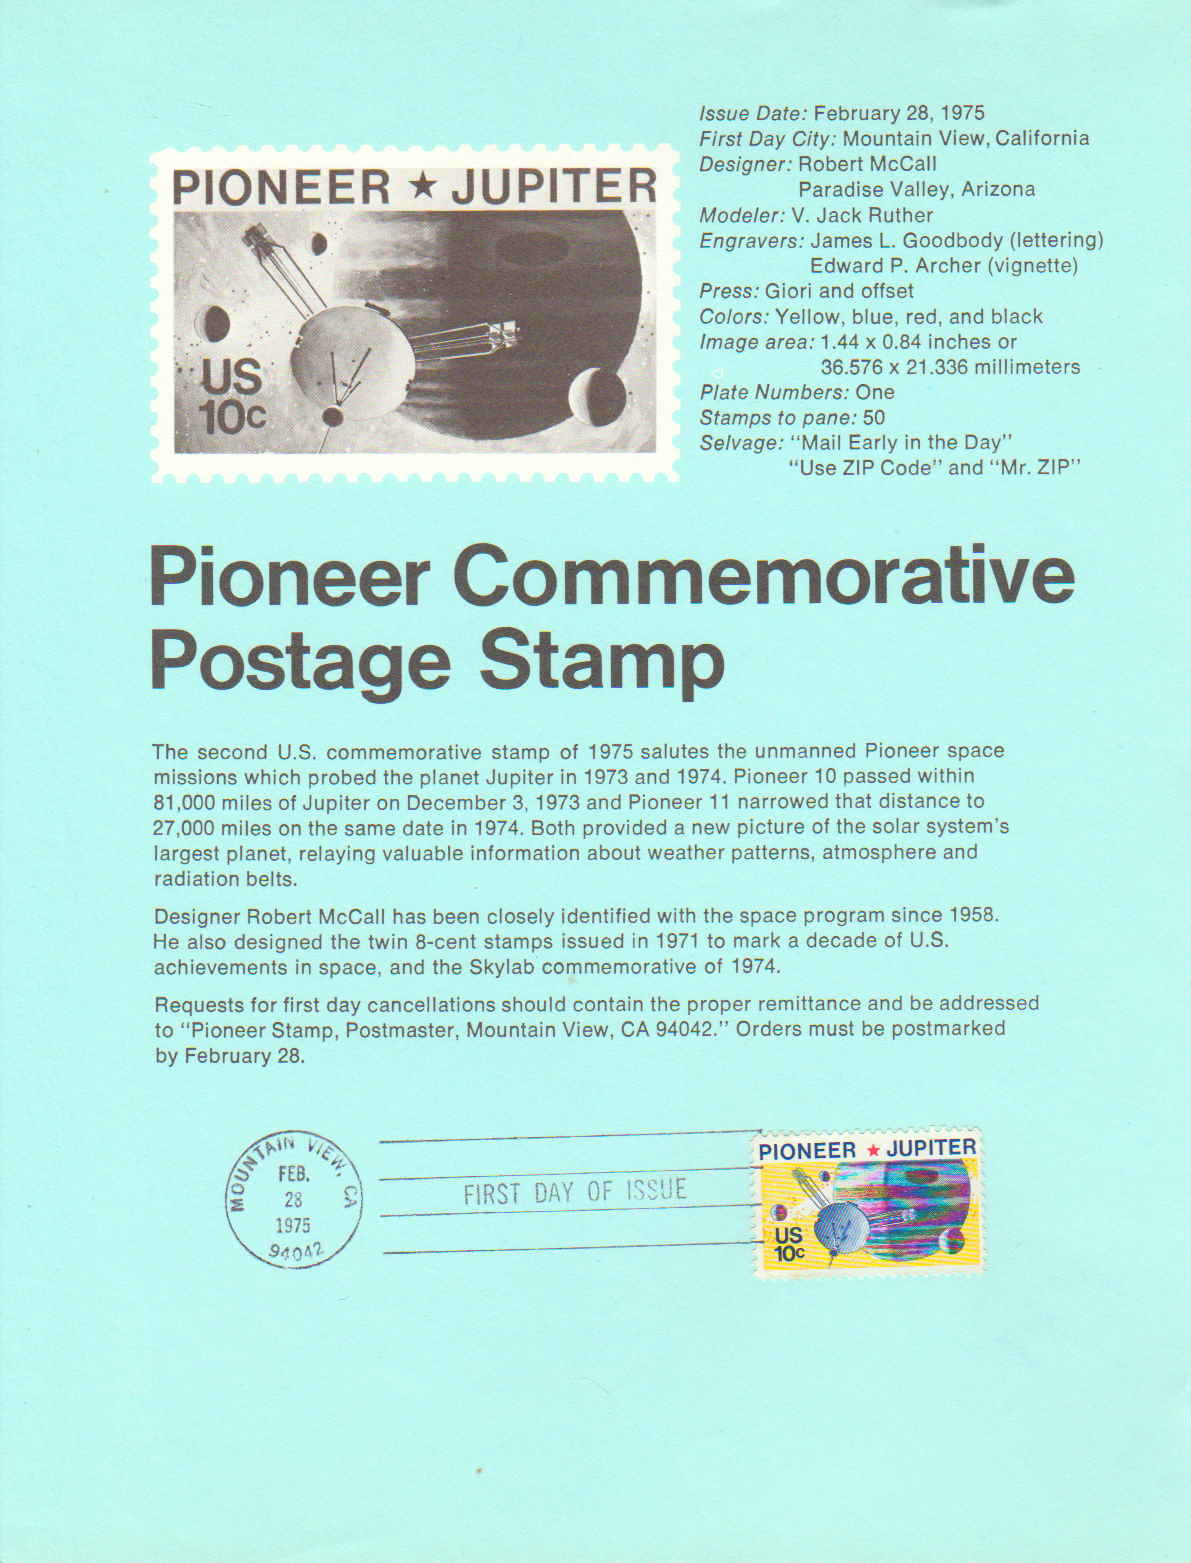 PIONEER ★ JUPITER
US
10c
Issue Date: February 28, 1975
First Day City: Mountain View, California
Designer: Robert McCall
Paradise Valley, Arizona
Modeler: V. Jack Ruther
Engravers: James L. Goodbody (lettering)
Edward P. Archer (vignette)
Press: Giori and offset
Colors: Yellow, blue, red, and black
Image area: 1.44 x 0.84 inches or
36.576 x 21.336 millimeters
Plate Numbers: One
Stamps to pane: 50
Selvage: “Mail Early in the Day”
“Use ZIP Code” and “Mr. ZIP”
Pioneer Commemorative
Postage Stamp
The second U.S. commemorative stamp of 1975 salutes the unmanned Pioneer space
missions which probed the planet Jupiter in 1973 and 1974. Pioneer 10 passed within
81,000 miles of Jupiter on December 3, 1973 and Pioneer 11 narrowed that distance to
27,000 miles on the same date in 1974. Both provided a new picture of the solar system’s
largest planet, relaying valuable information about weather patterns, atmosphere and
radiation belts.
Designer Robert McCall has been closely identified with the space program since 1958.
He also designed the twin 8-cent stamps issued in 1971 to mark a decade of U.S.
achievements in space, and the Skylab commemorative of 1974.
Requests for first day cancellations should contain the proper remittance and be addressed
to “Pioneer Stamp, Postmaster, Mountain View, CA 94042.” Orders must be postmarked
by February 28.
MOUNTAIN VIEW, CA
FEB.
28
1975
94042
FIRST DAY OF ISSUE
PIONEER ★ JUPITER
US
10c